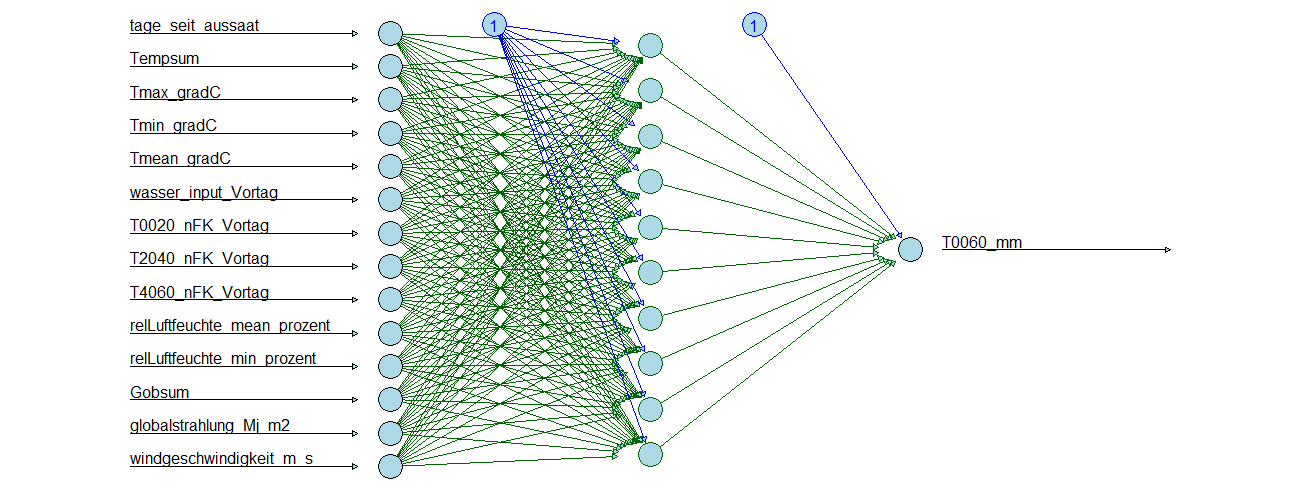 tage_seit_aussaat
1
1
Tempsum
Tmax_gradC
Tmin_gradC
Tmean_gradC
wasser_input_Vortag
T0020_nFK_Vortag
T0060_mm
T2040_nFK_Vortag
T4060_nFK_Vortag
relLuftfeuchte_mean_prozent
relLuftfeuchte_min_prozent
Gobsum
globalstrahlung_Mj_m2
windgeschwindigkeit_m_s